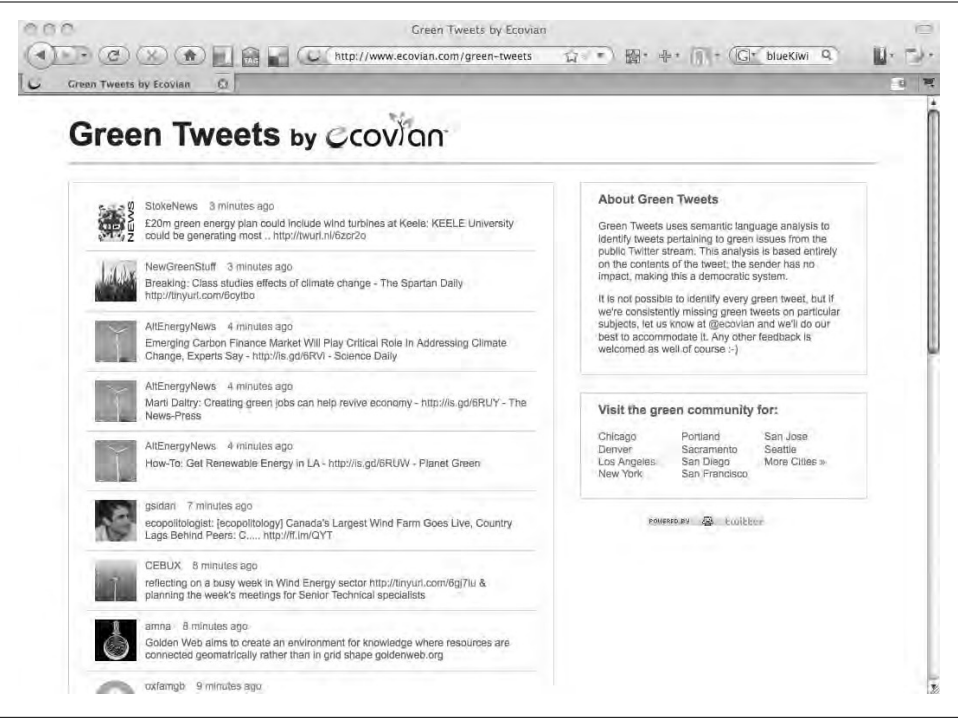 Green Tweets by Ecovian
http://www.ecovian.com/green-tweets
blueKiwi
Green Tweets by Ecovian
Green Tweets by ecovian
NEWS
StokeNews 3 minutes ago
£20m green energy plan could include wind turbines at Keele: KEELE University
could be generating most .. http://twurl.nl/6zcr2o
NewGreenStuff 3 minutes ago
Breaking: Class studies effects of climate change - The Spartan Daily
http://tinyurl.com/6cytbo
AltEnergyNews 4 minutes ago
Emerging Carbon Finance Market Will Play Critical Role In Addressing Climate
Change, Experts Say - http://is.gd/6RVl - Science Daily
AltEnergyNews 4 minutes ago
Marti Daltry: Creating green jobs can help revive economy - http://is.gd/6RUY - The
News-Press
AltEnergyNews 4 minutes ago
How-To: Get Renewable Energy in LA - http://is.gd/6RUW - Planet Green
gsidan 7 minutes ago
ecopolitologist: [ecopolitology] Canada's Largest Wind Farm Goes Live, Country
Lags Behind Peers: C..... http://ff.im/QYT
CEBUX 8 minutes ago
reflecting on a busy week in Wind Energy sector http://tinyurl.com/6gj7lu &
planning the week's meetings for Senior Technical specialists
amna 8 minutes ago
Golden Web aims to create an environment for knowledge where resources are
connected geomatrically rather than in grid shape goldenweb.org
oxfamgb 9 minutes ago
About Green Tweets
Green Tweets uses semantic language analysis to
identify tweets pertaining to green issues from the
public Twitter stream. This analysis is based entirely
on the contents of the tweet; the sender has no
impact, making this a democratic system.
It is not possible to identify every green tweet, but if
we're consistently missing green tweets on particular
subjects, let us know at @ecovian and we'll do our
best to accommodate it. Any other feedback is
welcomed as well of course :-)
Visit the green community for:
Chicago Portland San Jose
Denver Sacramento Seattle
Los Angeles San Diego More Cities »
New York San Francisco
POWERED BY twitter